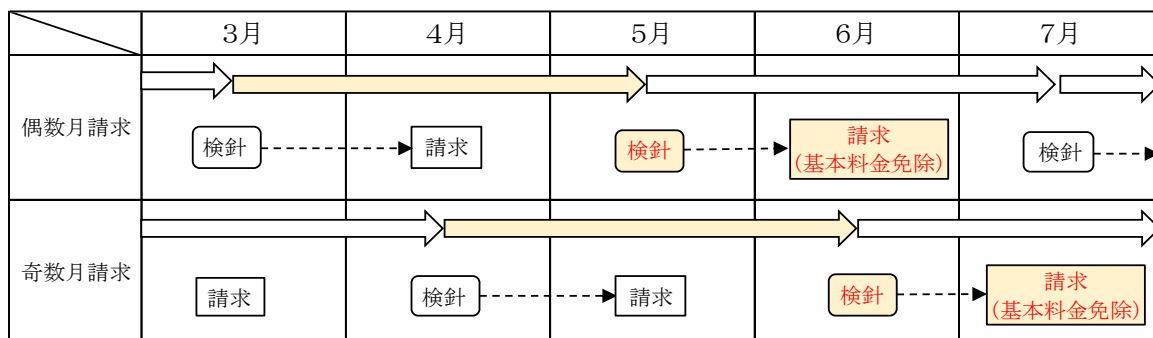 3月 4月 5月 6月 7月
偶数月請求
検針 請求 検針 請求 検針
(基本料金免除)
奇数月請求
請求 検針 請求 検針 請求
(基本料金免除)